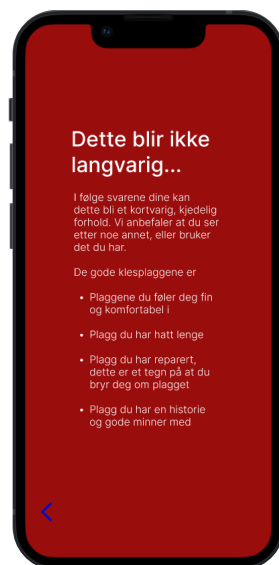 Dette blir ikke
langvarig...
I følge svarene dine kan
dette bli et kortvarig, kjedelig
forhold. Vi anbefaler at du ser
etter noe annet, eller bruker
det du har.
De gode klesplaggene er
• Plaggene du føler deg fin
og komfortabel i
• Plagg du har hatt lenge
• Plagg du har reparert,
dette er et tegn på at du
bryr deg om plagget
• Plagg du har en historie
og gode minner med